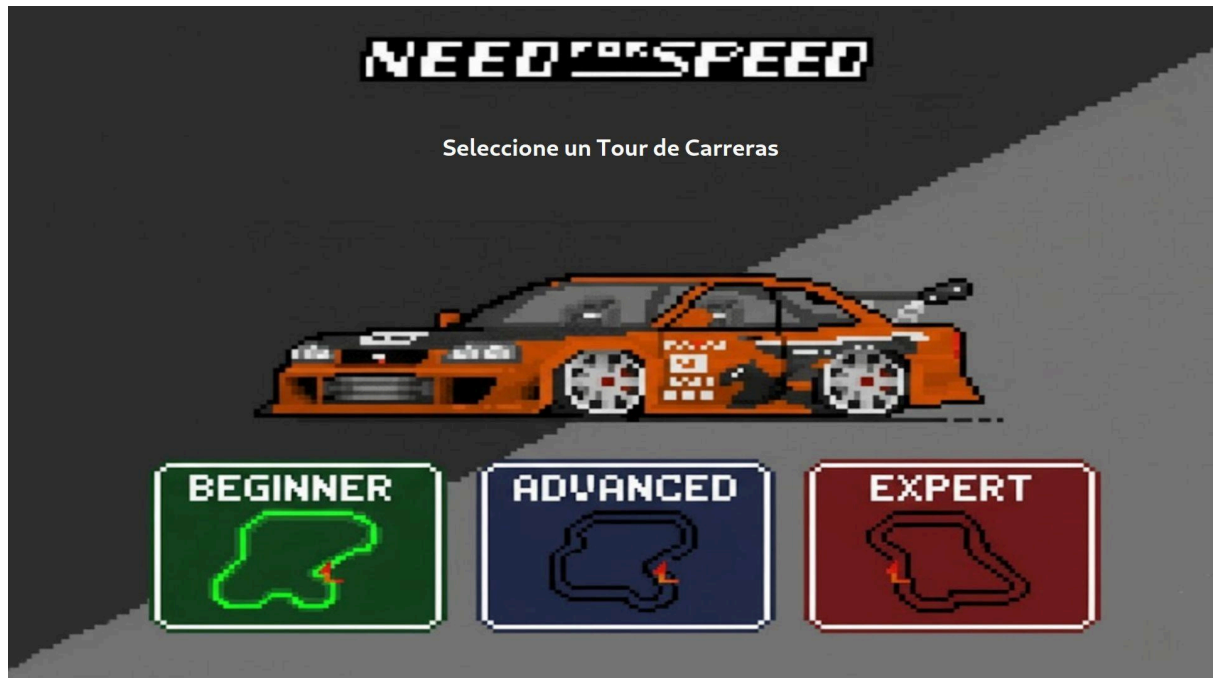 NEED FOR SPEED
Seleccione un Tour de Carreras
BEGINNER
ADVANCED
EXPERT